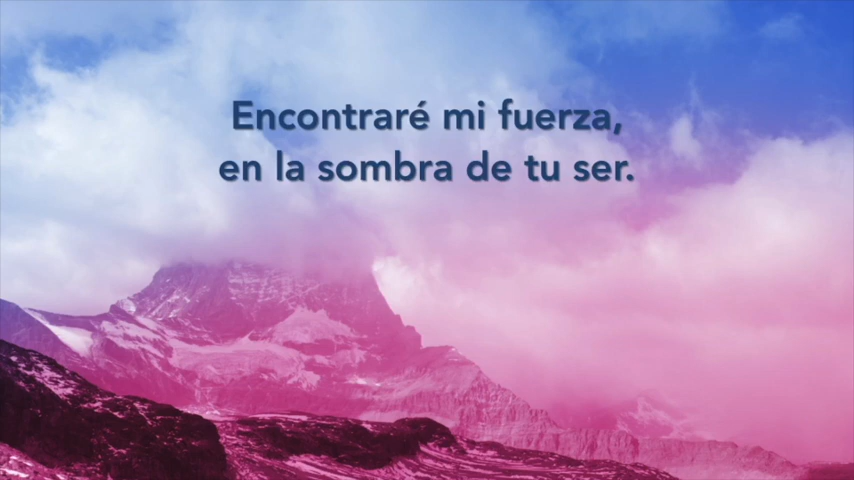 Encontraré mi fuerza,
en la sombra de tu ser.